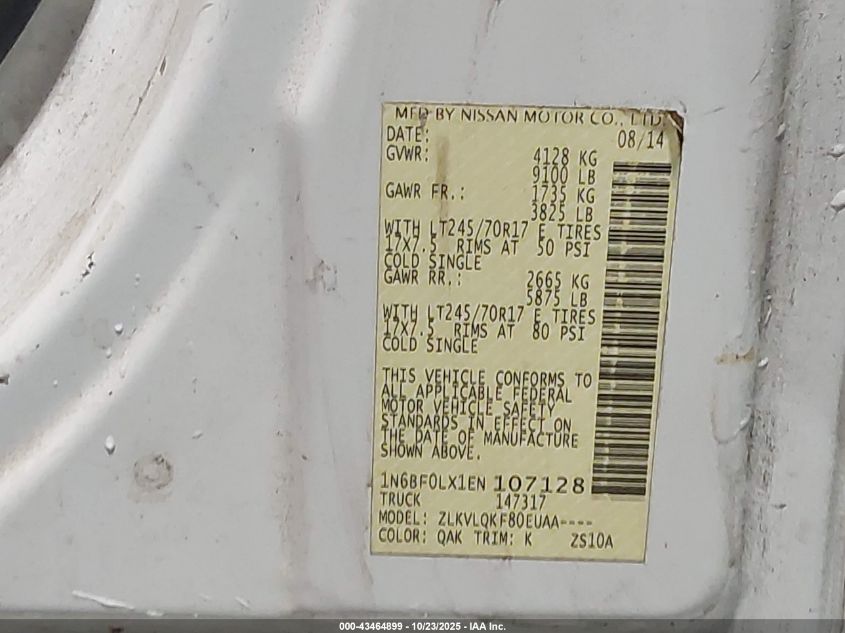 MFD BY NISSAN MOTOR CO., LTD.
DATE: 08/14
GVWR: 4128 KG
9100 LB
GAWR FR.: 1735 KG
3825 LB
WITH LT245/70R17 E TIRES
17X7.5 RIMS AT 50 PSI
COLD SINGLE
GAWR RR.: 2665 KG
5875 LB
WITH LT245/70R17 E TIRES
17X7.5 RIMS AT 80 PSI
COLD SINGLE
THIS VEHICLE CONFORMS TO
ALL APPLICABLE FEDERAL
MOTOR VEHICLE SAFETY
STANDARDS IN EFFECT ON
THE DATE OF MANUFACTURE
SHOWN ABOVE.
1N6BF0LX1EN 107128
TRUCK 147317
MODEL: ZLKVLQKF80EUAA----
COLOR: QAK TRIM: K ZS10A
000-43464899 - 10/23/2025 - IAA Inc.